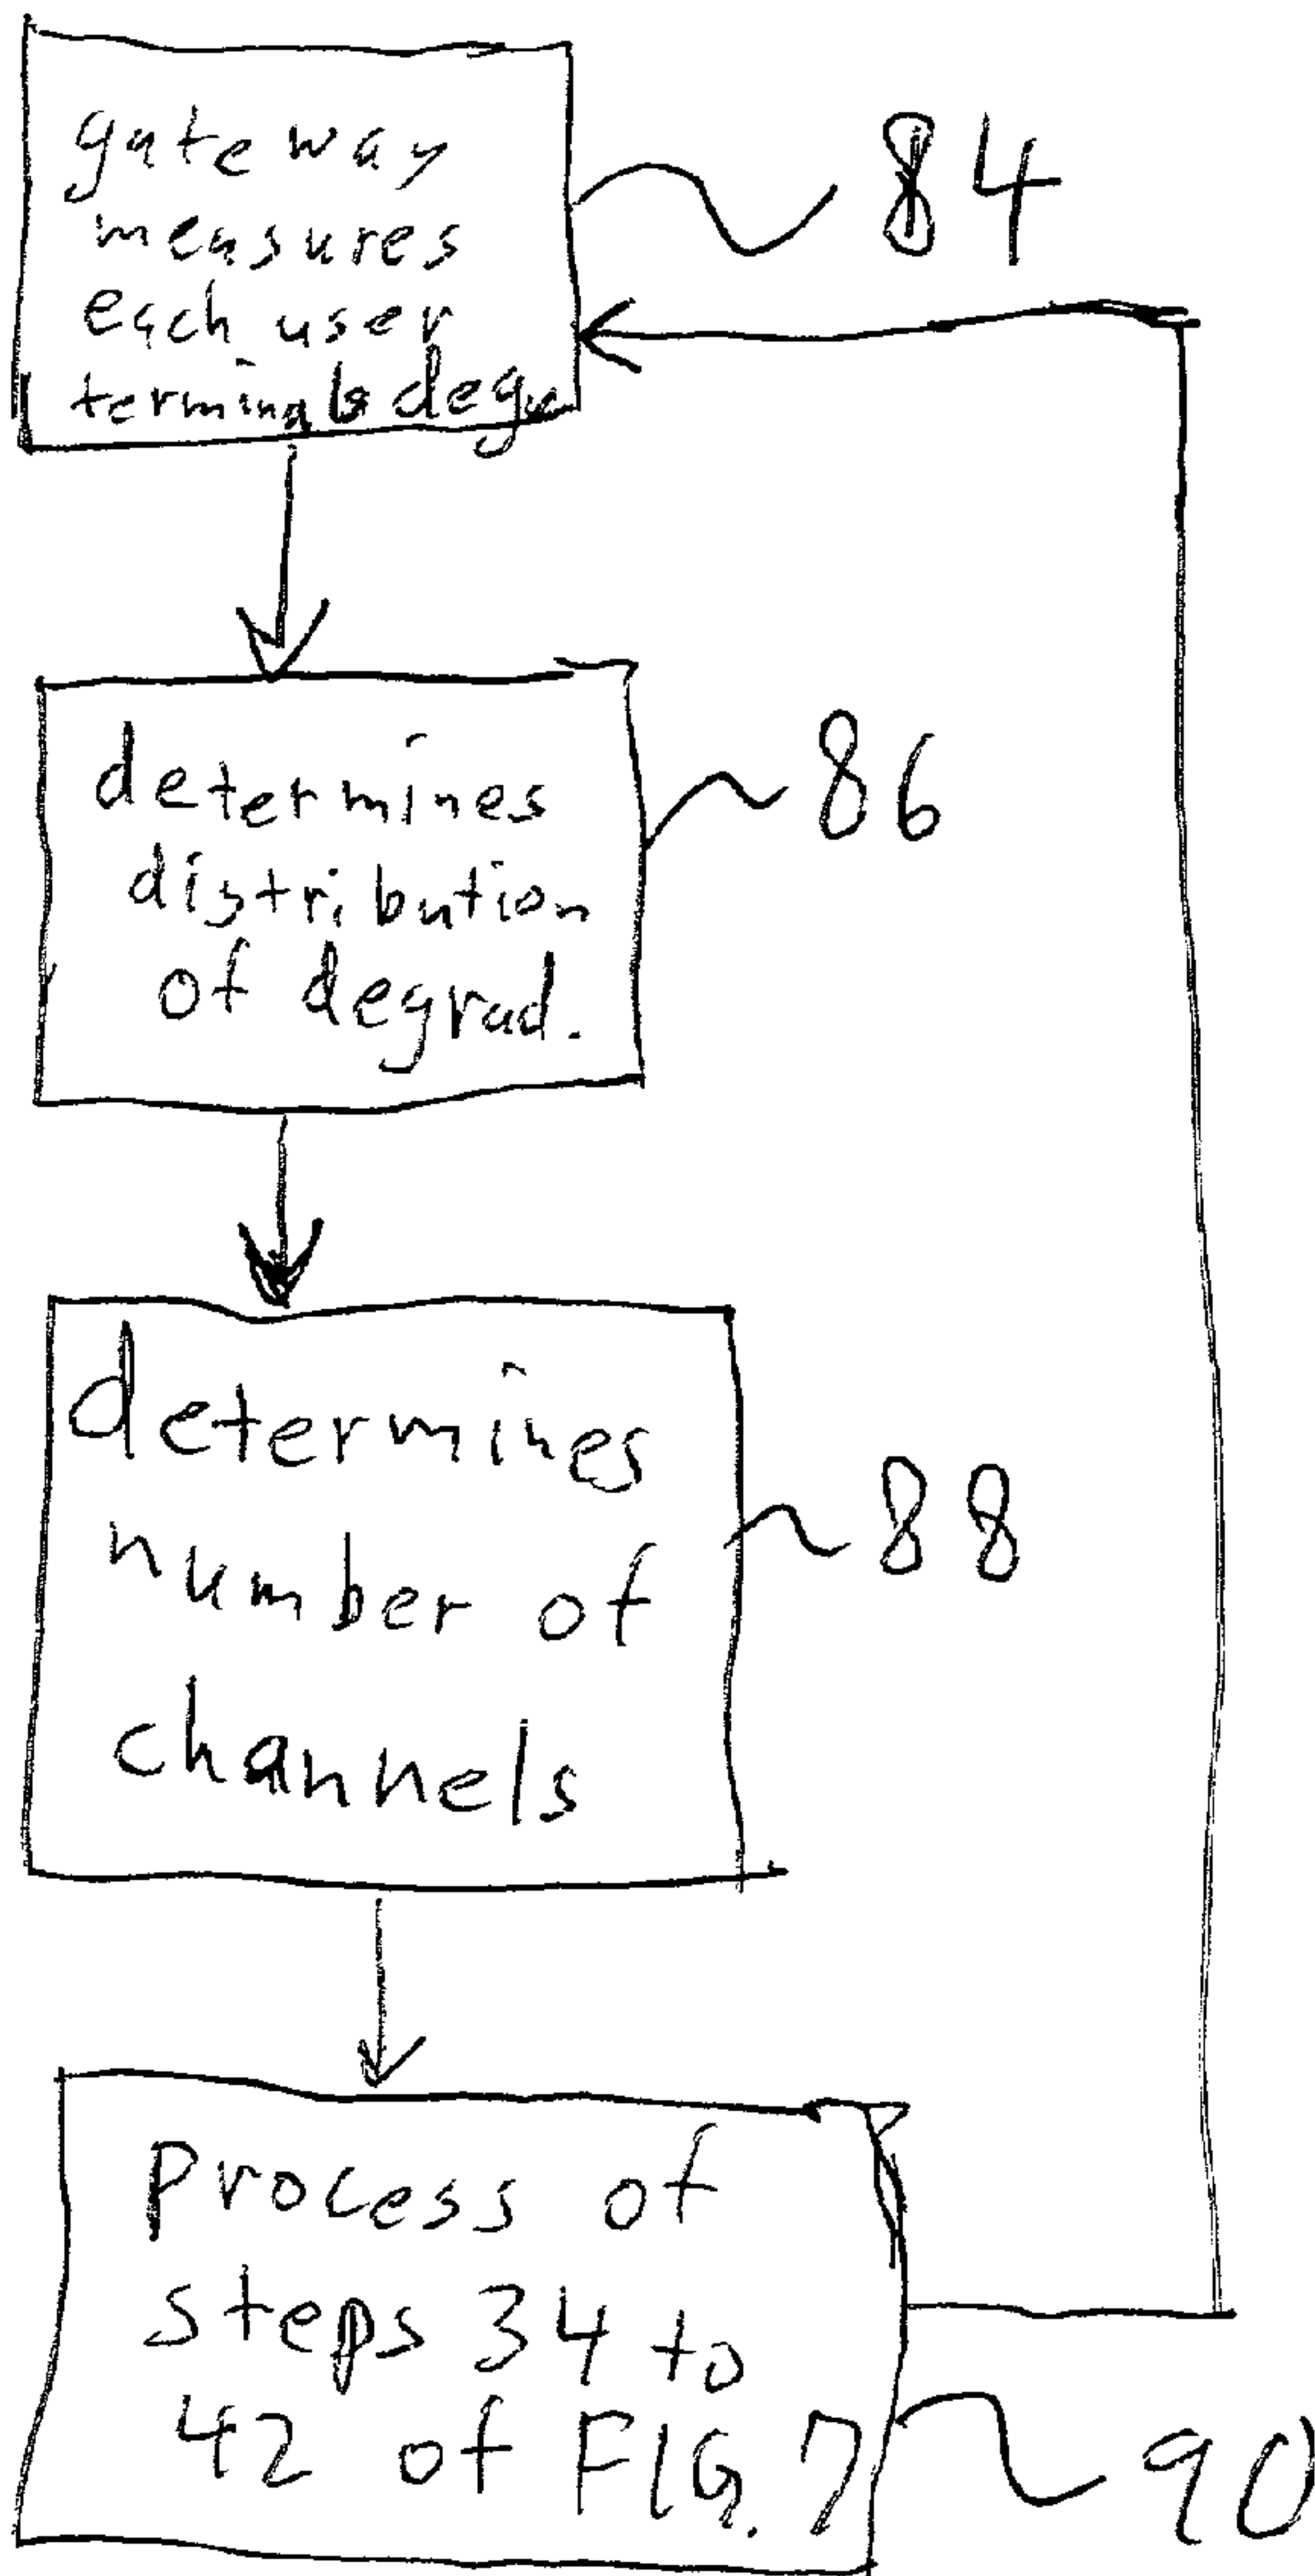 gateway
measures
each user
84
determines
distribution
of degrad.
86
determines
number of
channels
88
process of
steps 34 to
42 of FIG. 7
90